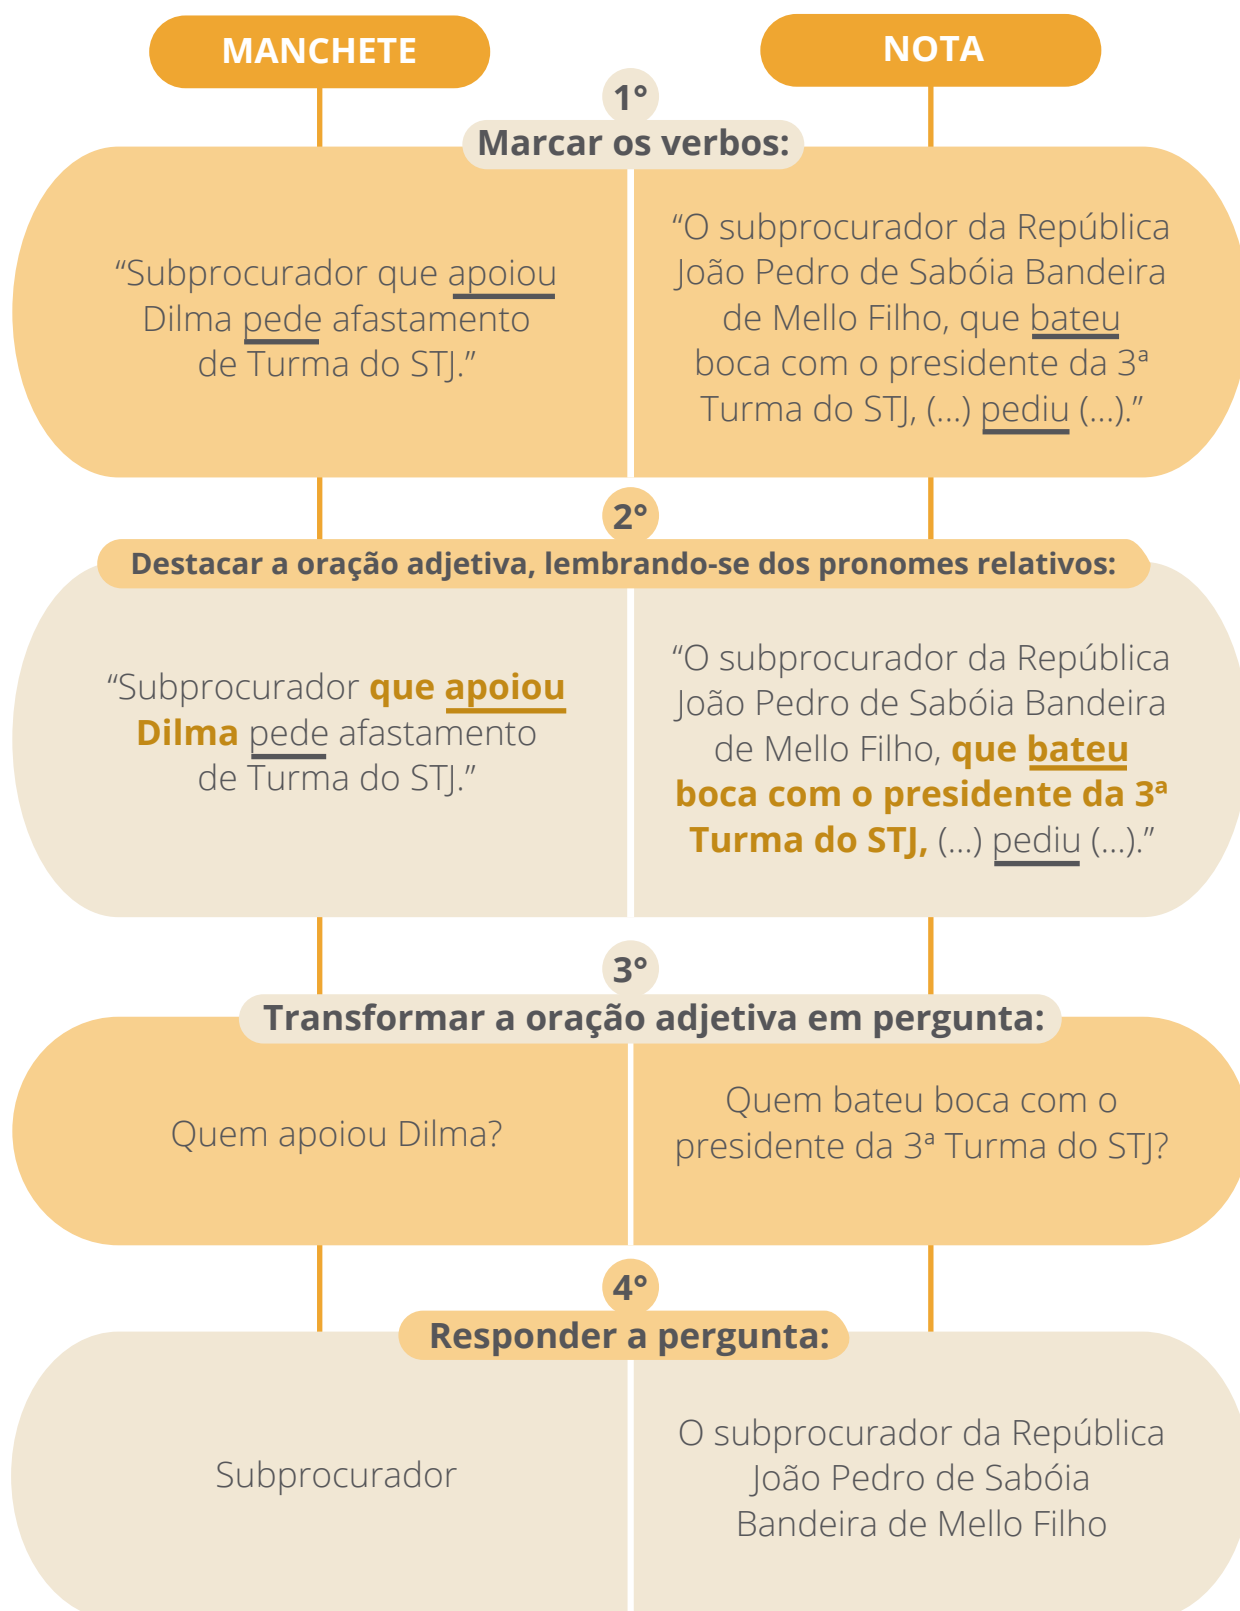 MANCHETE
NOTA
1°
Marcar os verbos:
“Subprocurador que apoiou
Dilma pede afastamento
de Turma do STJ.”
“O subprocurador da República
João Pedro de Sabóia Bandeira
de Mello Filho, que bateu
boca com o presidente da 3ª
Turma do STJ, (...) pediu (...).”
2°
Destacar a oração adjetiva, lembrando-se dos pronomes relativos:
“Subprocurador que apoiou
Dilma pede afastamento
de Turma do STJ.”
“O subprocurador da República
João Pedro de Sabóia Bandeira
de Mello Filho, que bateu
boca com o presidente da 3ª
Turma do STJ, (...) pediu (...).”
3°
Transformar a oração adjetiva em pergunta:
Quem apoiou Dilma?
Quem bateu boca com o
presidente da 3ª Turma do STJ?
4°
Responder a pergunta:
Subprocurador
O subprocurador da República
João Pedro de Sabóia
Bandeira de Mello Filho